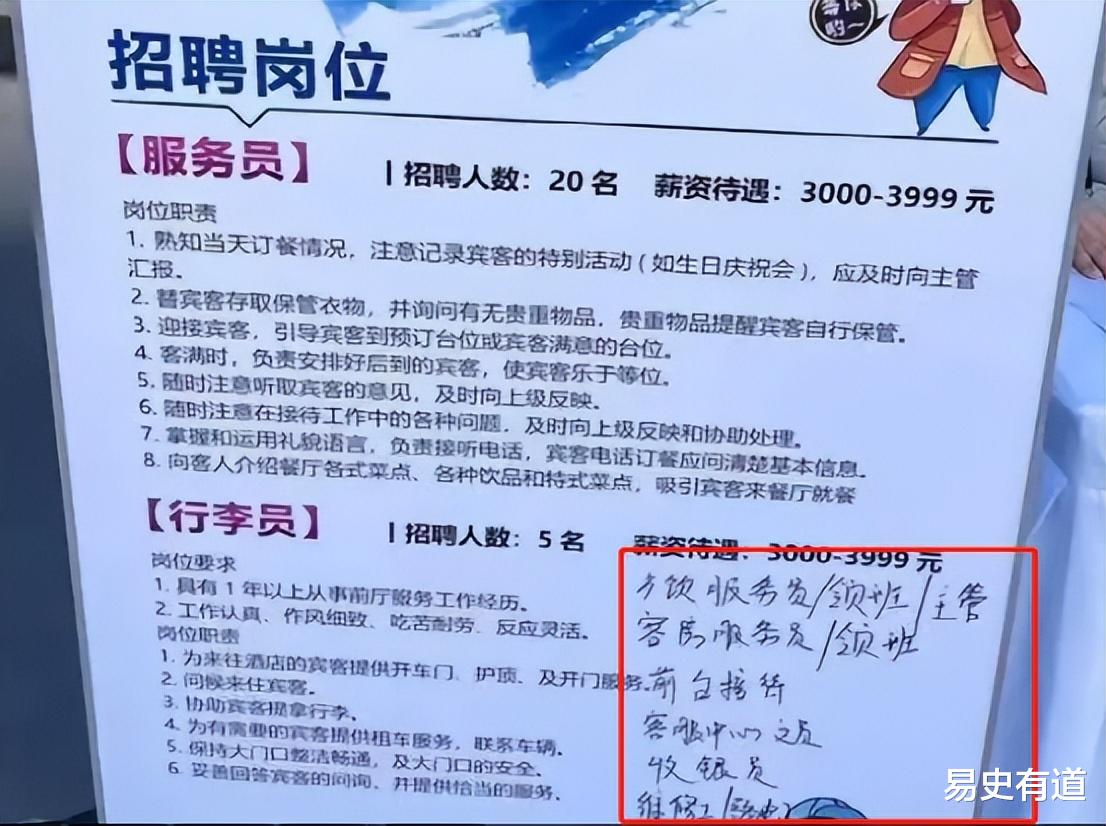 招聘岗位
【服务员】 招聘人数：20 名 薪资待遇：3000-3999 元
岗位职责
1. 熟知当天订餐情况，注意记录宾客的特别活动（如生日庆祝会），应及时向主管
汇报。
2. 替宾客存取保管衣物，并询问有无贵重物品，贵重物品提醒宾客自行保管。
3. 迎接宾客，引导宾客到预订台位或宾客满意的台位。
4. 客满时，负责安排好后到的宾客，使宾客乐于等位。
5. 随时注意听取宾客的意见，及时向上级反映。
6. 随时注意在接待工作中的各种问题，及时向上级反映和协助处理。
7. 掌握和运用礼貌语言，负责接听电话，宾客电话订餐应问清楚基本信息。
8. 向客人介绍餐厅各式菜点、各种饮品和特式菜点，吸引宾客来餐厅就餐
【行李员】 招聘人数：5 名 薪资待遇：3000-3999 元
岗位要求
1. 具有 1 年以上从事前厅服务工作经历。
2. 工作认真、作风细致、吃苦耐劳、反应灵活。
岗位职责
1. 为来往酒店的宾客提供开车门、护顶、及开门服务.
2. 问候来住宾客。
3. 协助宾客提拿行李。
4. 为有需要的宾客提供租车服务，联系车辆。
5. 保持大门口整洁畅通，及大门口的安全。
6. 妥善回答宾客的问询、并提供恰当的服务。
饮服务员/领班/主管
客房服务员/领班
前台接待
客服中心文员
收银员
维修工/
易史有道